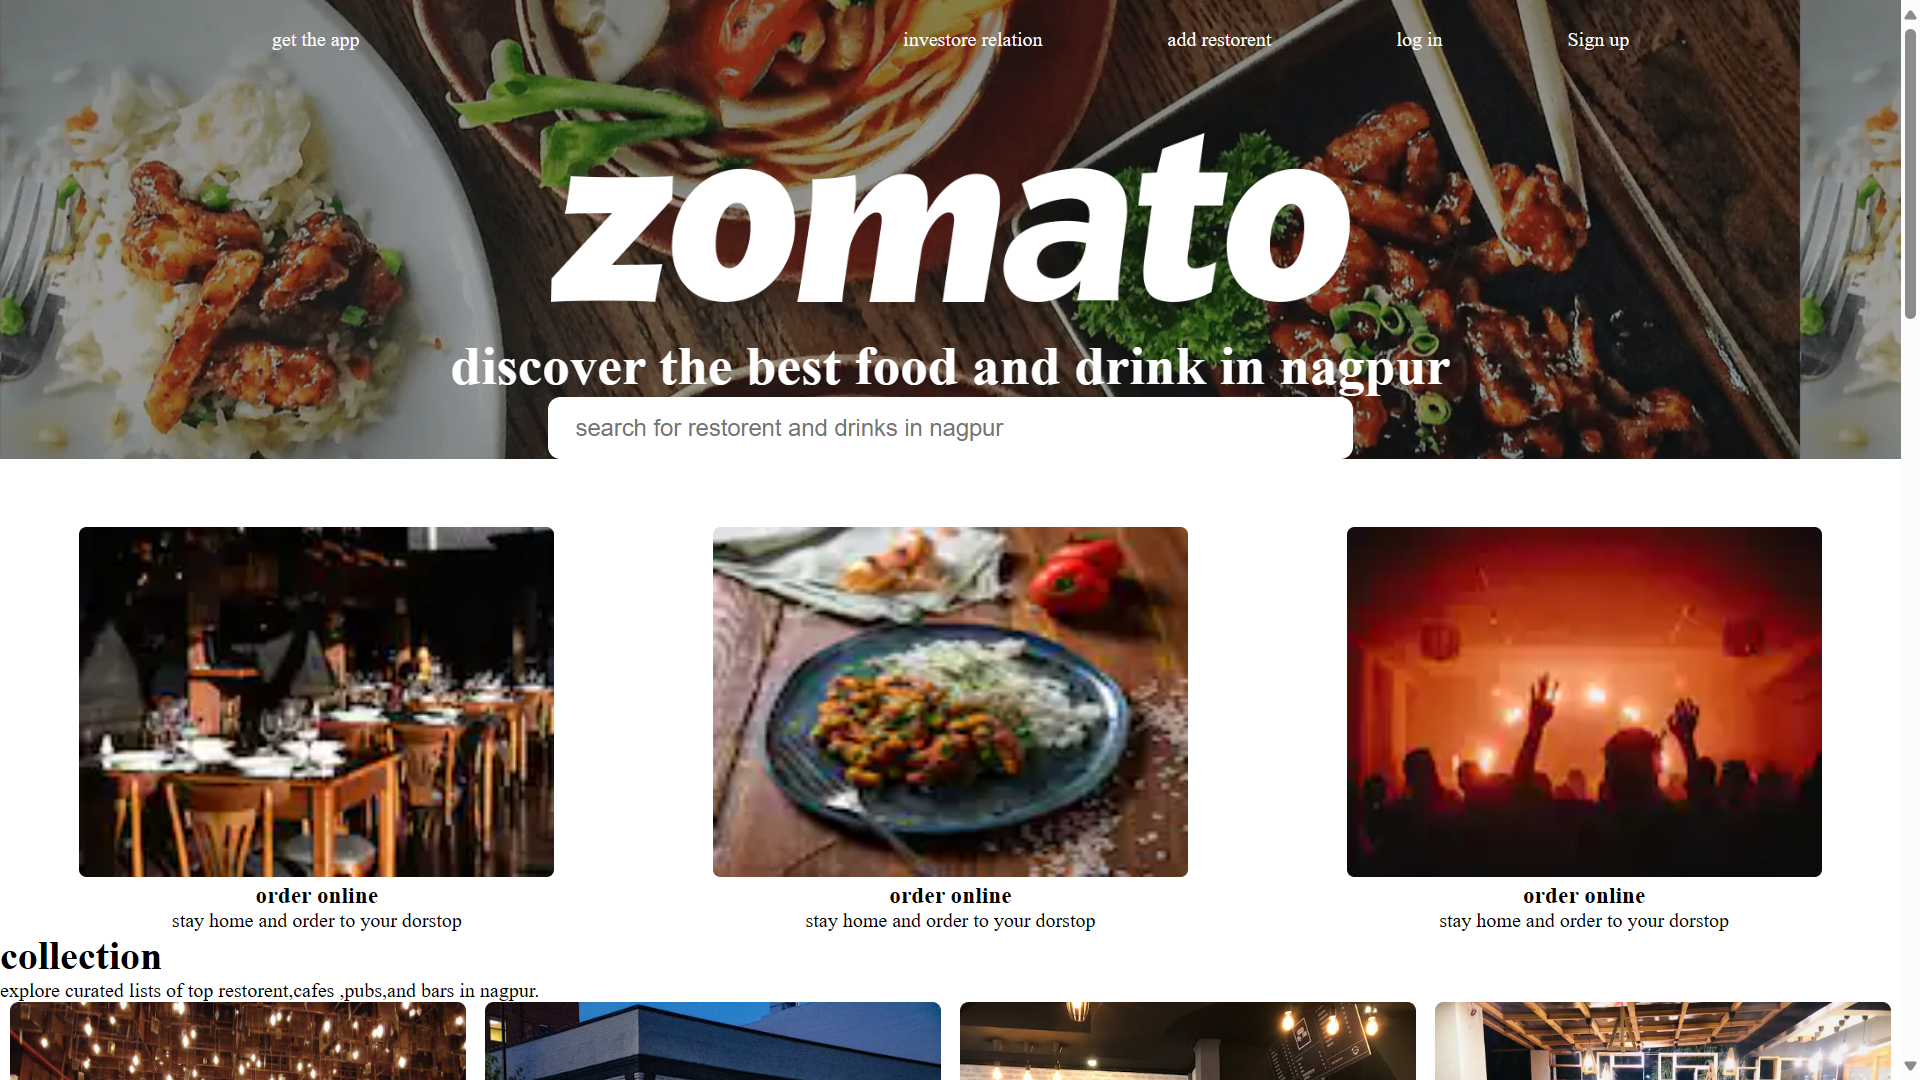 get the app investore relation add restorent log in Sign up
zomato
discover the best food and drink in nagpur
search for restorent and drinks in nagpur
order online order online order online
stay home and order to your dorstop stay home and order to your dorstop stay home and order to your dorstop
collection
explore curated lists of top restorent,cafes ,pubs,and bars in nagpur.